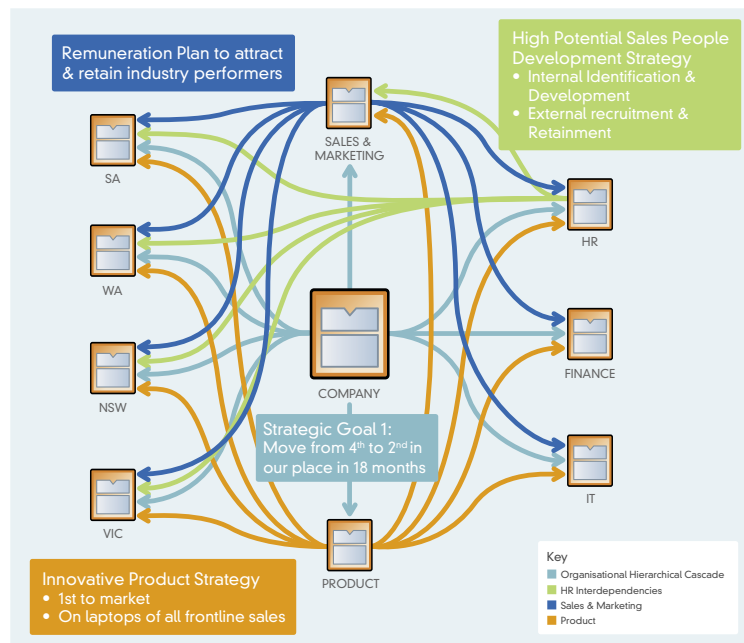 Remuneration Plan to attract
& retain industry performers
High Potential Sales People
Development Strategy
• Internal Identification &
Development
• External recruitment &
Retainment
SALES &
MARKETING
SA
HR
WA
COMPANY
FINANCE
NSW
Strategic Goal 1:
Move from 4th to 2nd in
our place in 18 months
IT
VIC
PRODUCT
Innovative Product Strategy
• 1st to market
• On laptops of all frontline sales
Key
Organisational Hierarchical Cascade
HR Interdependencies
Sales & Marketing
Product